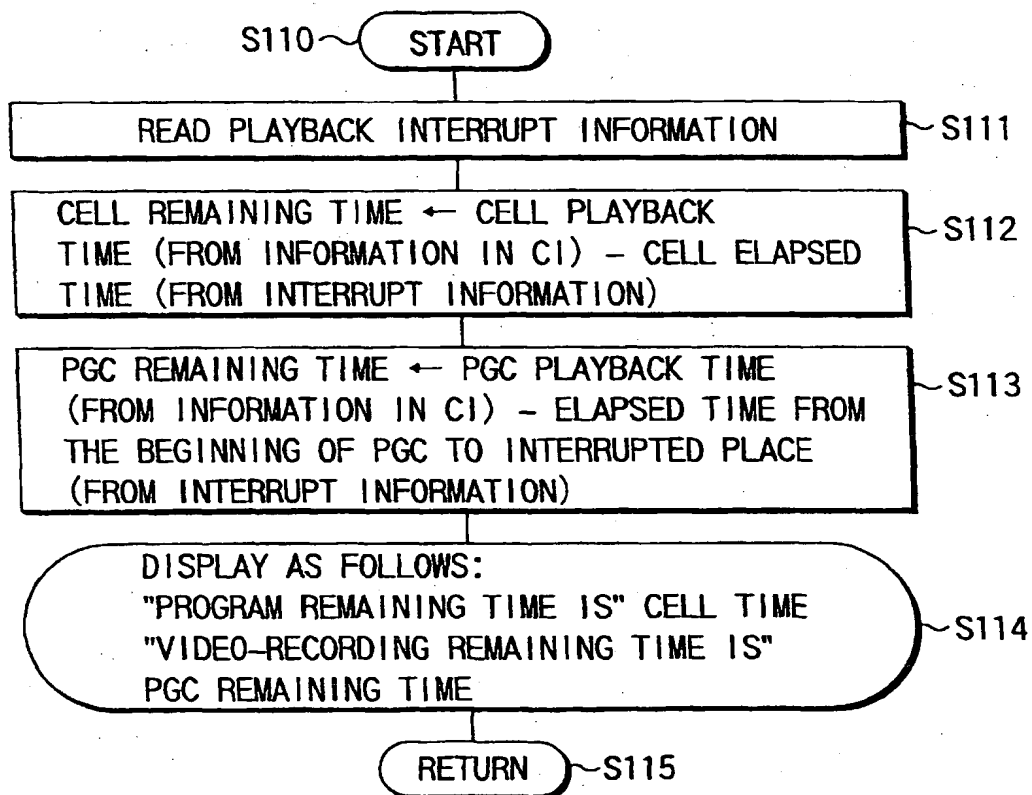 S110 START
READ PLAYBACK INTERRUPT INFORMATION S111
CELL REMAINING TIME ← CELL PLAYBACK
TIME (FROM INFORMATION IN CI) – CELL ELAPSED
TIME (FROM INTERRUPT INFORMATION)
S112
PGC REMAINING TIME ← PGC PLAYBACK TIME
(FROM INFORMATION IN CI) – ELAPSED TIME FROM
THE BEGINNING OF PGC TO INTERRUPTED PLACE
(FROM INTERRUPT INFORMATION)
S113
DISPLAY AS FOLLOWS:
"PROGRAM REMAINING TIME IS" CELL TIME
"VIDEO–RECORDING REMAINING TIME IS"
PGC REMAINING TIME
S114
RETURN S115